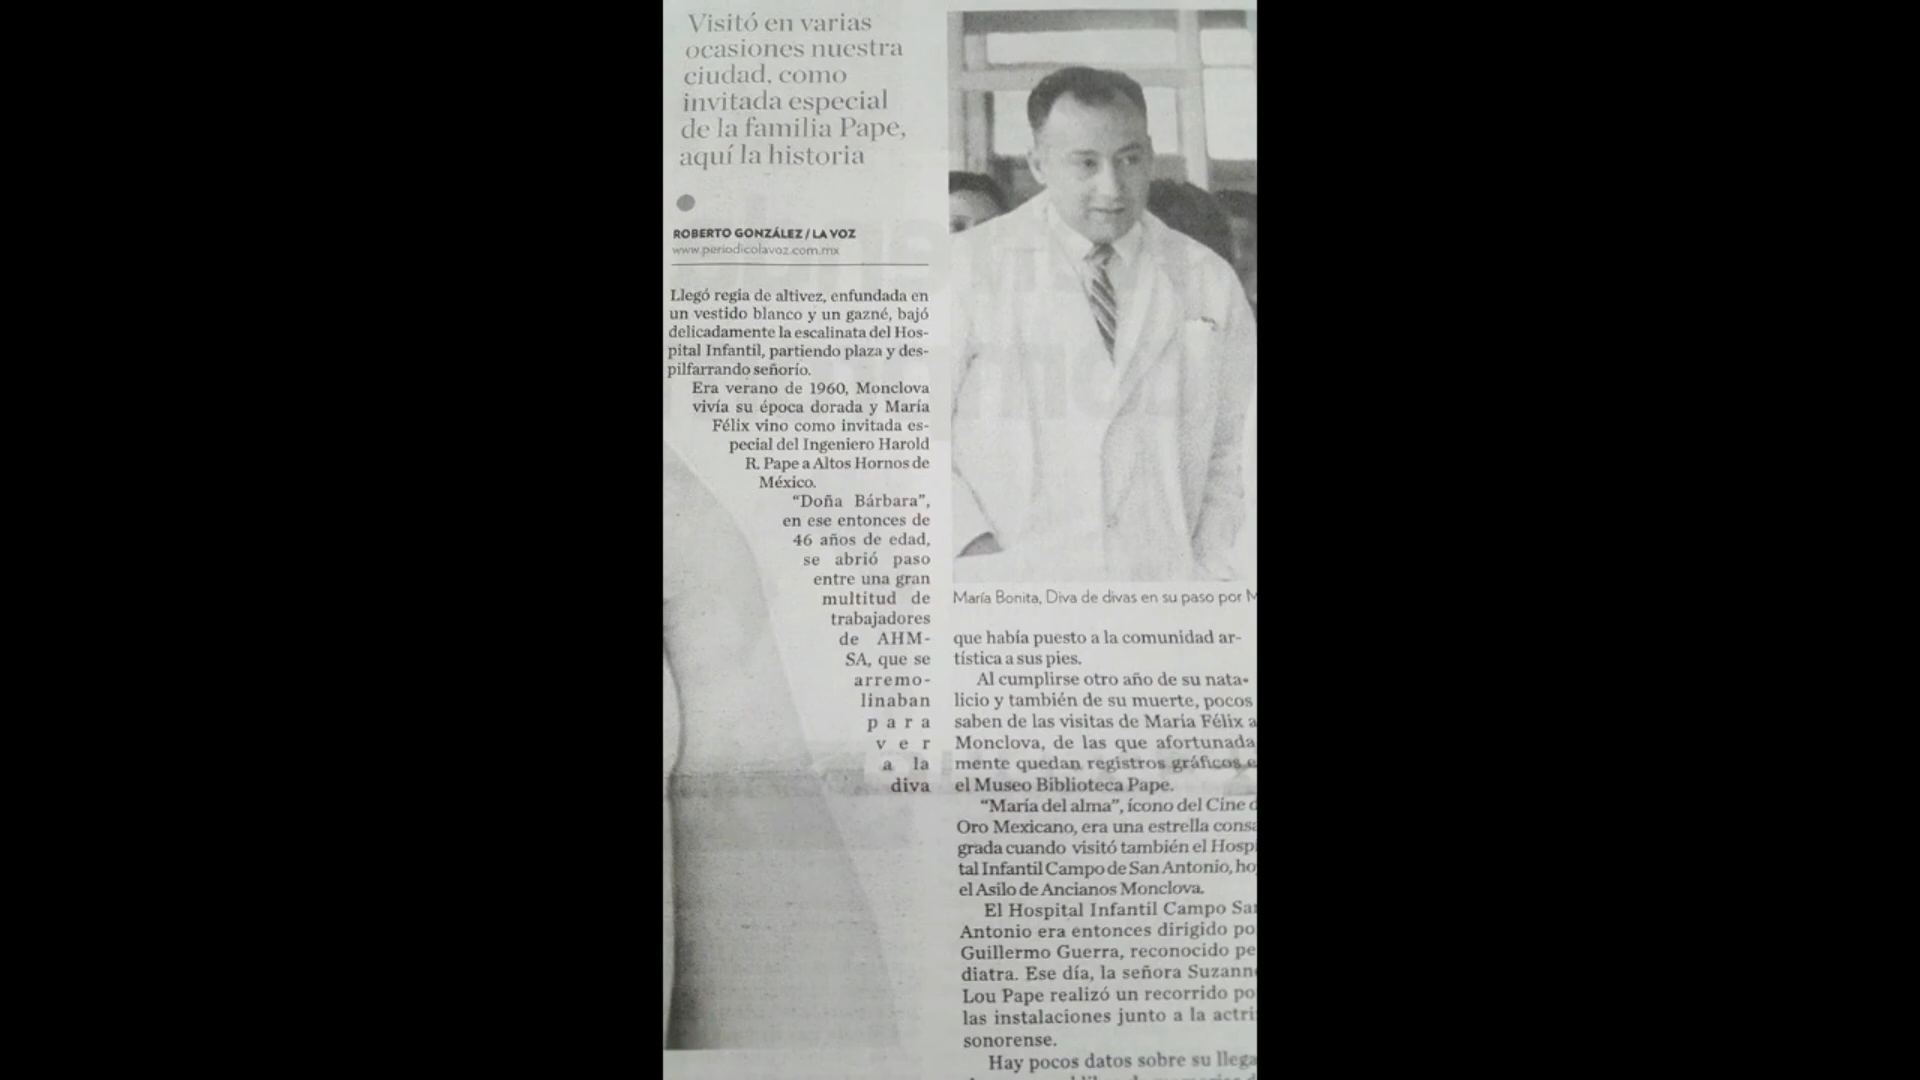 Visitó en varias
ocasiones nuestra
ciudad, como
invitada especial
de la familia Pape,
aquí la historia
ROBERTO GONZÁLEZ / LA VOZ
www.periodicolavoz.com.mx
Llegó regia de altivez, enfundada en
un vestido blanco y un gazné, bajó
delicadamente la escalinata del Hos-
pital Infantil, partiendo plaza y des-
pilfarrando señorío.
Era verano de 1960, Monclova
vivía su época dorada y María
Félix vino como invitada es-
pecial del Ingeniero Harold
R. Pape a Altos Hornos de
México.
“Doña Bárbara”,
en ese entonces de
46 años de edad,
se abrió paso
entre una gran
multitud de
trabajadores
de AHM-
SA, que se
arremo-
linaban
para
ver
a la
diva
María Bonita, Diva de divas en su paso por M
que había puesto a la comunidad ar-
tística a sus pies.
Al cumplirse otro año de su nata-
licio y también de su muerte, pocos
saben de las visitas de María Félix a
Monclova, de las que afortunada
mente quedan registros gráficos e
el Museo Biblioteca Pape.
“María del alma”, ícono del Cine d
Oro Mexicano, era una estrella consa
grada cuando visitó también el Hospi
tal Infantil Campo de San Antonio, ho
el Asilo de Ancianos Monclova.
El Hospital Infantil Campo San
Antonio era entonces dirigido po
Guillermo Guerra, reconocido pe
diatra. Ese día, la señora Suzann
Lou Pape realizó un recorrido po
las instalaciones junto a la actri
sonorense.
Hay pocos datos sobre su llega